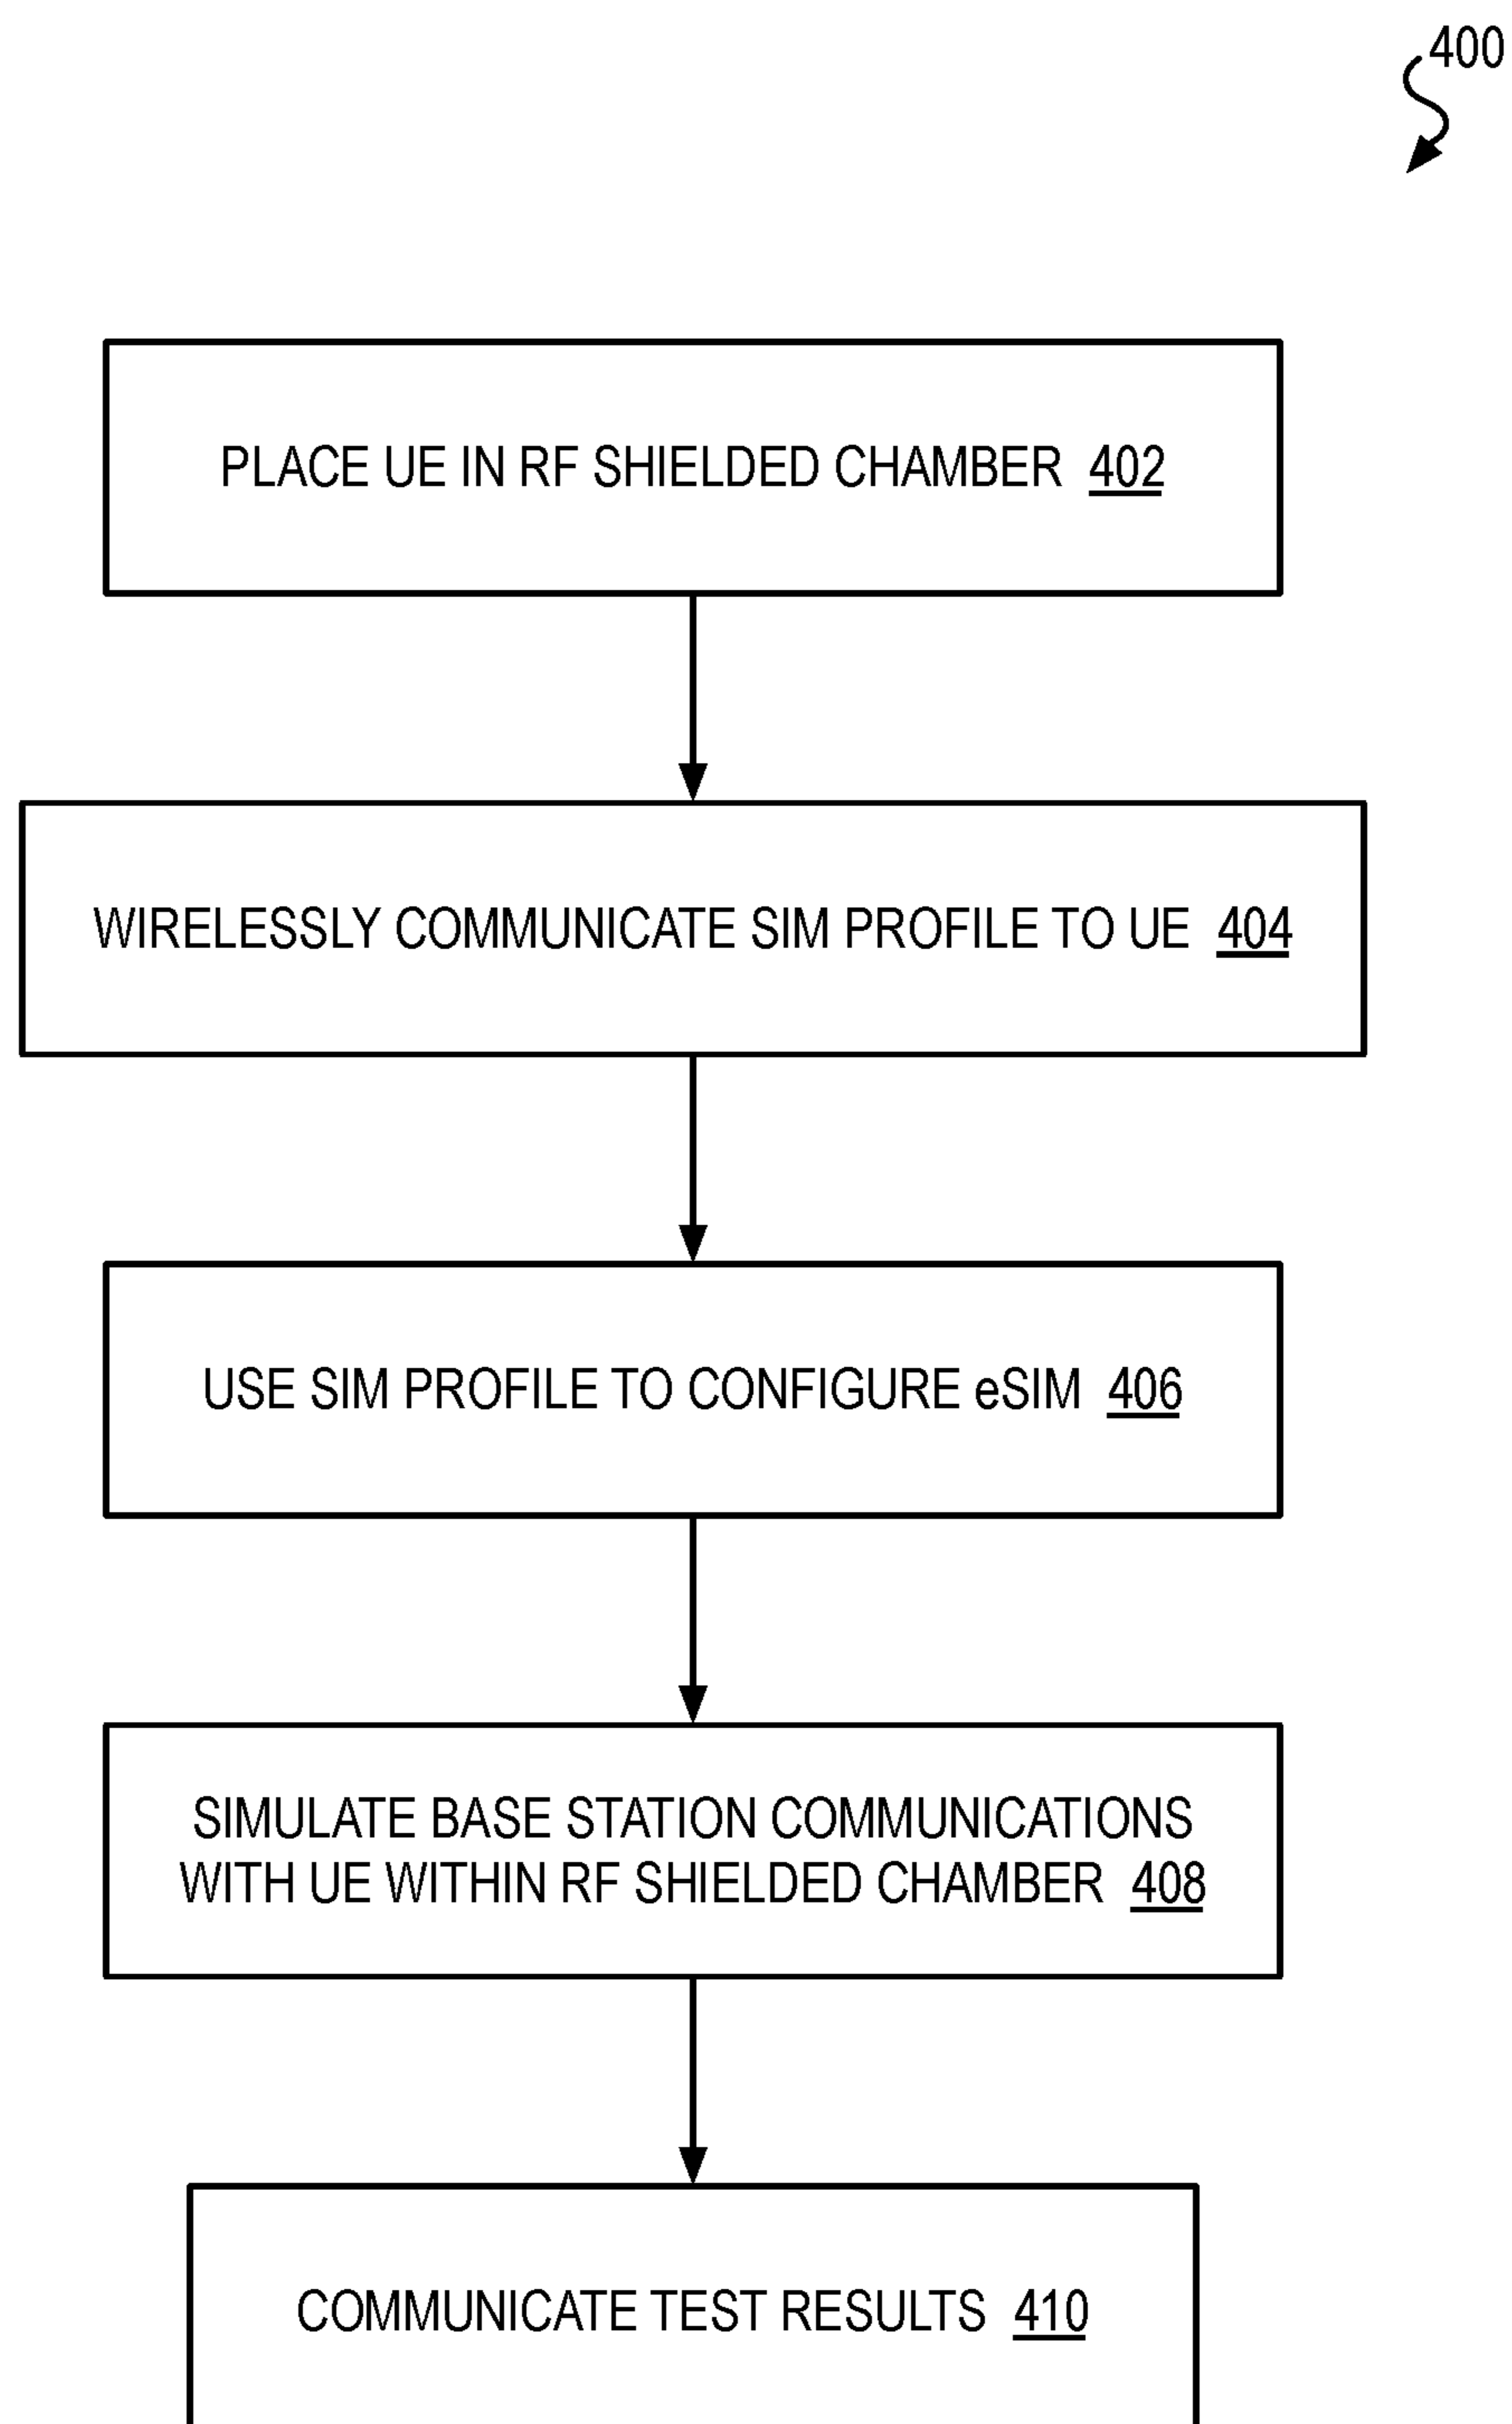 400
PLACE UE IN RF SHIELDED CHAMBER 402
WIRELESSLY COMMUNICATE SIM PROFILE TO UE 404
USE SIM PROFILE TO CONFIGURE eSIM 406
SIMULATE BASE STATION COMMUNICATIONS
WITH UE WITHIN RF SHIELDED CHAMBER 408
COMMUNICATE TEST RESULTS 410